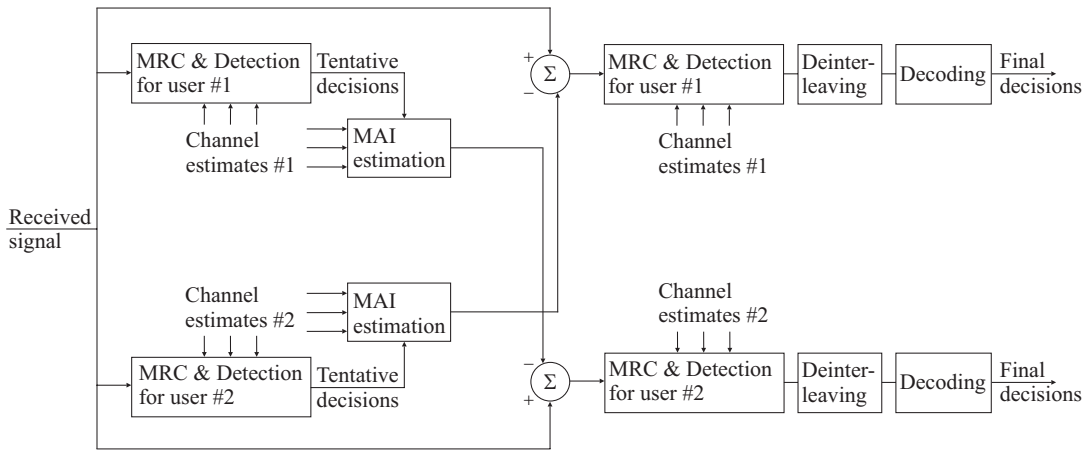 MRC & Detection
for user #1
Tentative
decisions
+
Σ
−
MRC & Detection
for user #1
Deinter-
leaving
Decoding
Final
decisions
Channel
estimates #1
MAI
estimation
Channel
estimates #1
Received
signal
Channel
estimates #2
MAI
estimation
Channel
estimates #2
MRC & Detection
for user #2
Tentative
decisions
−
Σ
+
MRC & Detection
for user #2
Deinter-
leaving
Decoding
Final
decisions